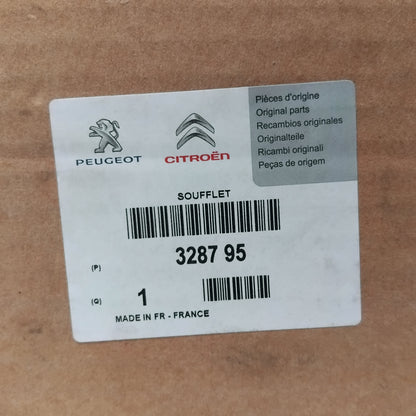 PEUGEOT
CITROËN
Pièces d'origine
Original parts
Recambios originales
Originalteile
Ricambi originali
Peças de origem
SOUFFLET
(P) 3287 95
(Q) 1
MADE IN FR - FRANCE